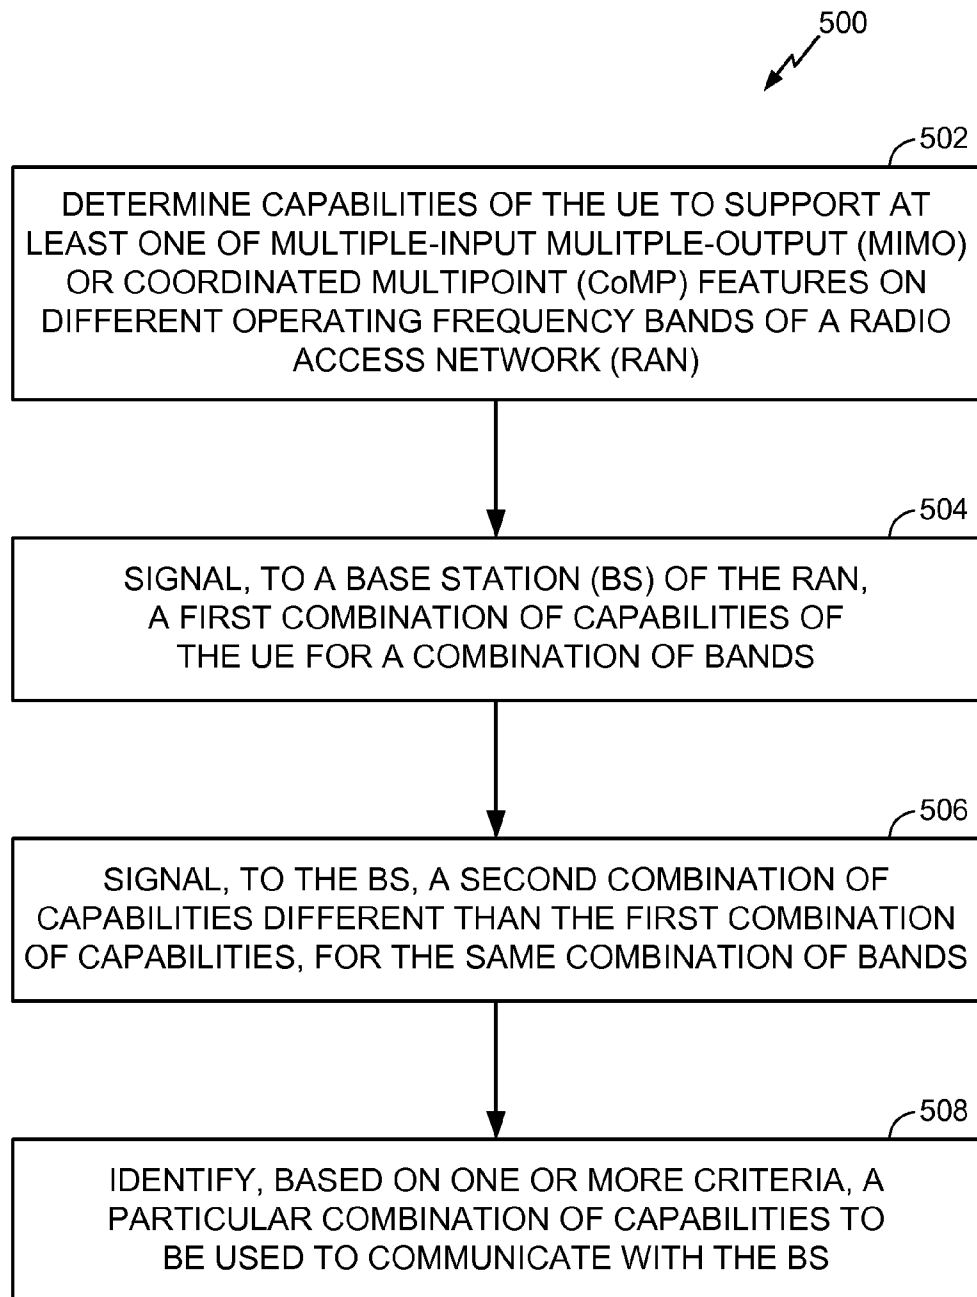 500
502
DETERMINE CAPABILITIES OF THE UE TO SUPPORT AT
LEAST ONE OF MULTIPLE-INPUT MULITPLE-OUTPUT (MIMO)
OR COORDINATED MULTIPOINT (CoMP) FEATURES ON
DIFFERENT OPERATING FREQUENCY BANDS OF A RADIO
ACCESS NETWORK (RAN)
504
SIGNAL, TO A BASE STATION (BS) OF THE RAN,
A FIRST COMBINATION OF CAPABILITIES OF
THE UE FOR A COMBINATION OF BANDS
506
SIGNAL, TO THE BS, A SECOND COMBINATION OF
CAPABILITIES DIFFERENT THAN THE FIRST COMBINATION
OF CAPABILITIES, FOR THE SAME COMBINATION OF BANDS
508
IDENTIFY, BASED ON ONE OR MORE CRITERIA, A
PARTICULAR COMBINATION OF CAPABILITIES TO
BE USED TO COMMUNICATE WITH THE BS